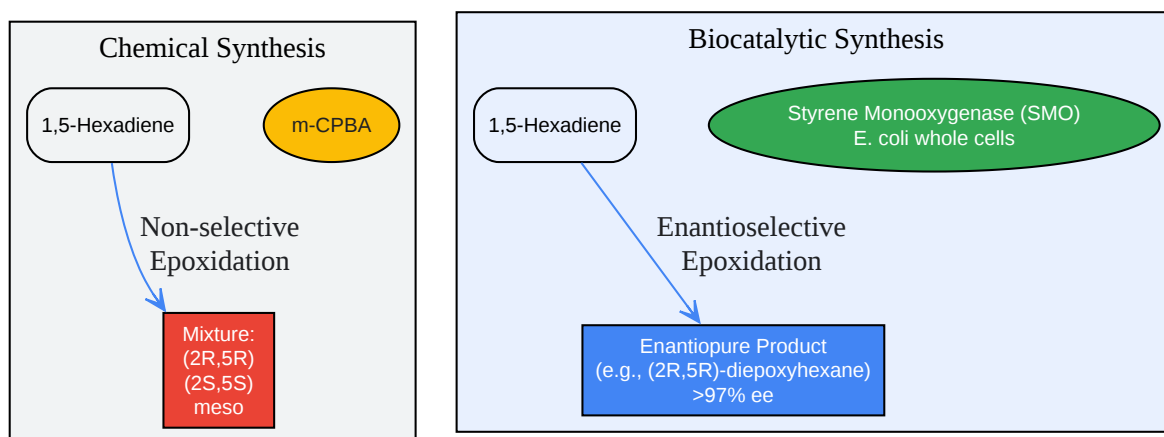 Chemical Synthesis
1,5-Hexadiene
m-CPBA
Non-selective
Epoxidation
Mixture:
(2R,5R)
(2S,5S)
meso
Biocatalytic Synthesis
1,5-Hexadiene
Styrene Monooxygenase (SMO)
E. coli whole cells
Enantioselective
Epoxidation
Enantiopure Product
(e.g., (2R,5R)-diepoxyhexane)
>97% ee